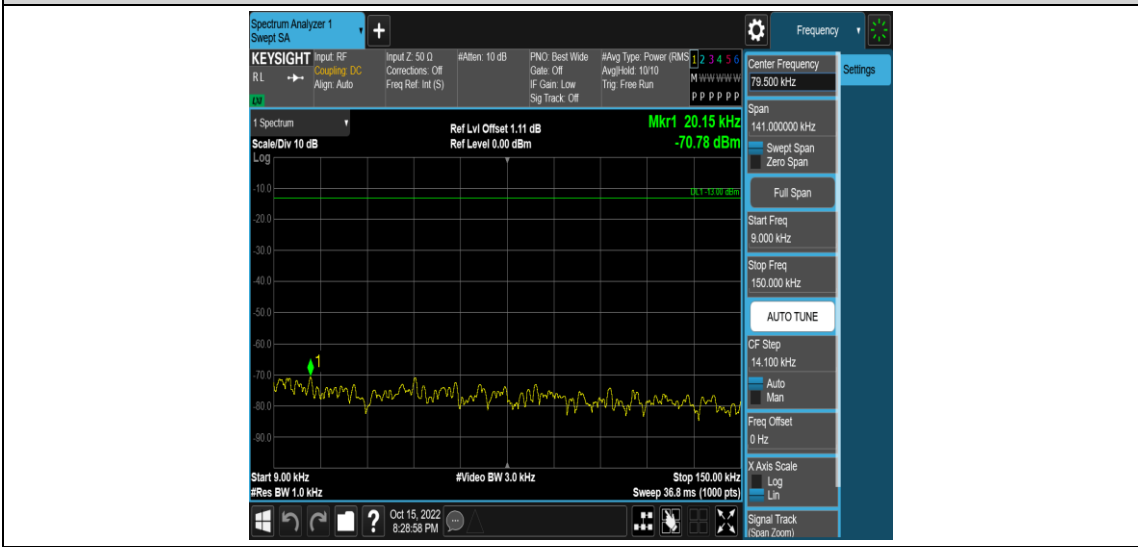 Spectrum Analyzer 1
Swept SA
+
Frequency
KEYSIGHT
RL
LXI
Input: RF
Coupling: DC
Align: Auto
Input Z: 50 Ω
Corrections: Off
Freq Ref: Int (S)
#Atten: 10 dB
PNO: Best Wide
Gate: Off
IF Gain: Low
Sig Track: Off
#Avg Type: Power (RMS
Avg|Hold: 10/10
Trig: Free Run
1 2 3 4 5 6
M W W W W W
P P P P P P
Center Frequency
79.500 kHz
Settings
1 Spectrum
Scale/Div 10 dB
Log
Ref Lvl Offset 1.11 dB
Ref Level 0.00 dBm
Mkr1 20.15 kHz
-70.78 dBm
Span
141.000000 kHz
Swept Span
Zero Span
Full Span
Start Freq
9.000 kHz
Stop Freq
150.000 kHz
AUTO TUNE
CF Step
14.100 kHz
Auto
Man
Freq Offset
0 Hz
X Axis Scale
Log
Lin
Signal Track
(Span Zoom)
DL1 -13.00 dBm
-10.0
-20.0
-30.0
-40.0
-50.0
-60.0
-70.0
-80.0
-90.0
1
Start 9.00 kHz
#Res BW 1.0 kHz
#Video BW 3.0 kHz
Stop 150.00 kHz
Sweep 36.8 ms (1000 pts)
?
Oct 15, 2022
8:28:58 PM